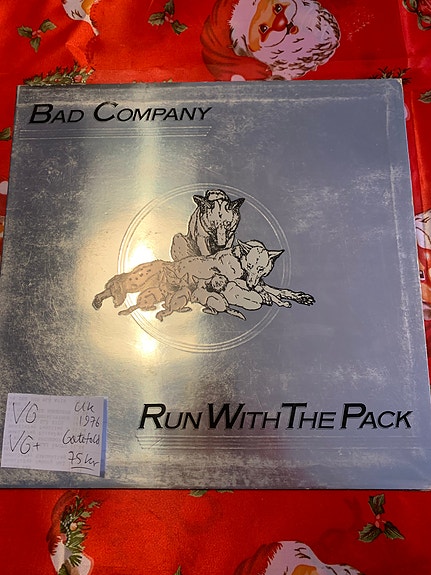 BAD COMPANY
RUN WITH THE PACK
VG UK
1976
VG+ Gatefold
75kr